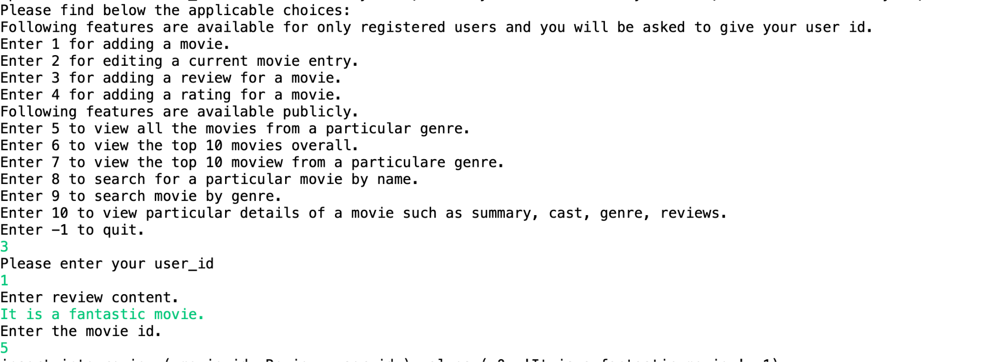 Please find below the applicable choices:
Following features are available for only registered users and you will be asked to give your user id.
Enter 1 for adding a movie.
Enter 2 for editing a current movie entry.
Enter 3 for adding a review for a movie.
Enter 4 for adding a rating for a movie.
Following features are available publicly.
Enter 5 to view all the movies from a particular genre.
Enter 6 to view the top 10 movies overall.
Enter 7 to view the top 10 moview from a particulare genre.
Enter 8 to search for a particular movie by name.
Enter 9 to search movie by genre.
Enter 10 to view particular details of a movie such as summary, cast, genre, reviews.
Enter -1 to quit.
3
Please enter your user_id
1
Enter review content.
It is a fantastic movie.
Enter the movie id.
5